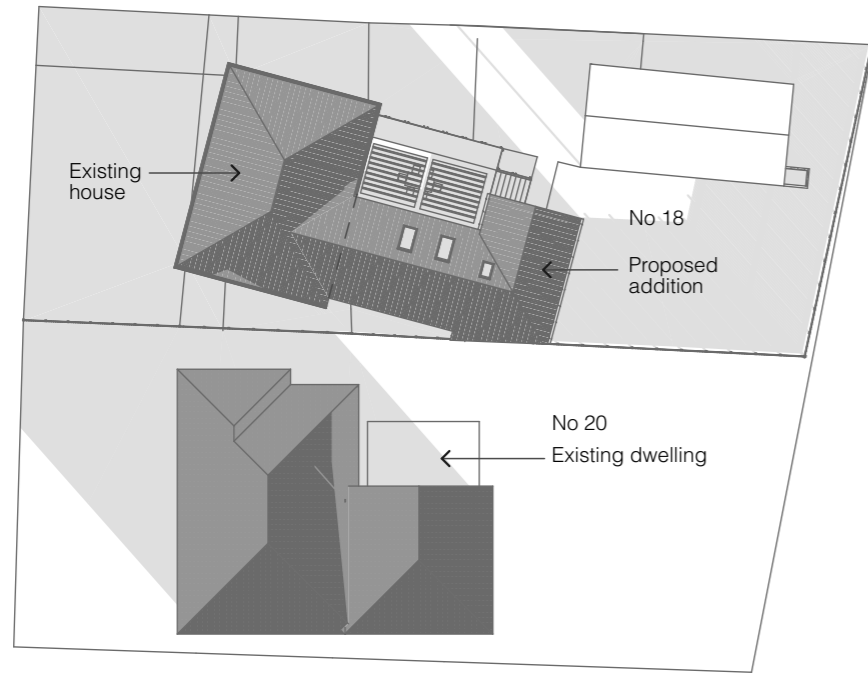 Existing
house
No 18
Proposed
addition
No 20
Existing dwelling